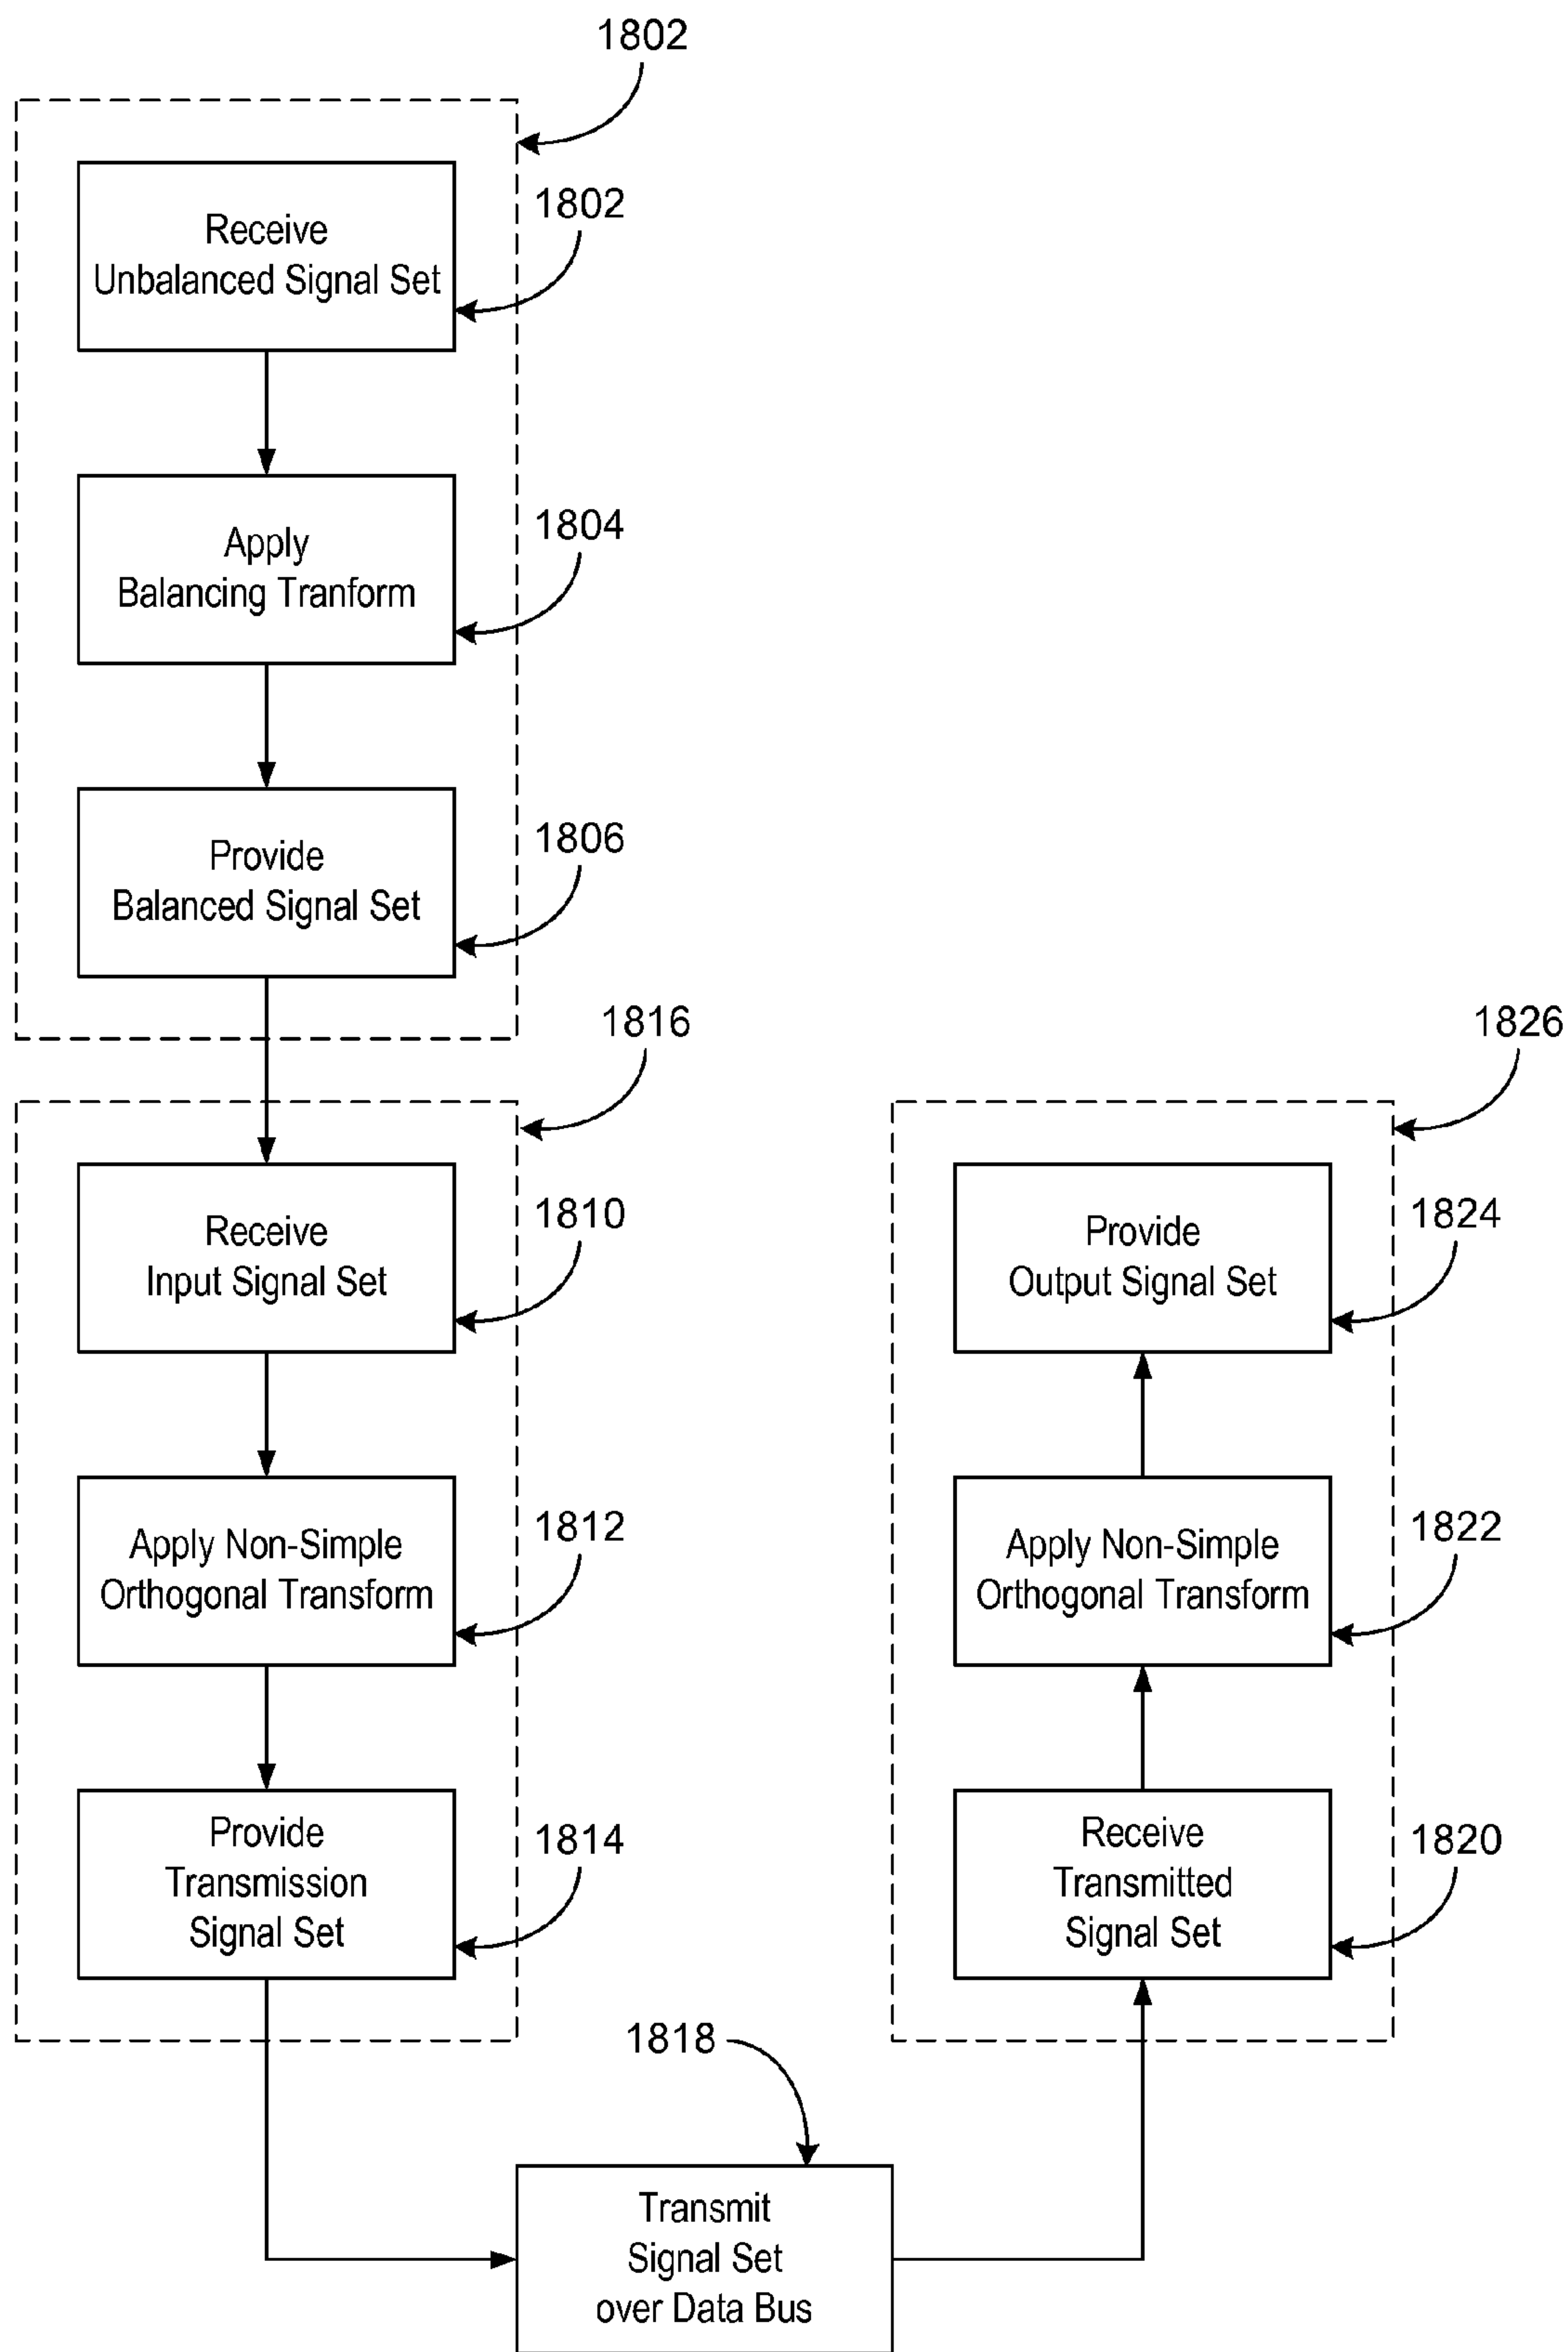 1802
Receive
Unbalanced Signal Set
1802
Apply
Balancing Tranform
1804
Provide
Balanced Signal Set
1806
1816
Receive
Input Signal Set
1810
Apply Non-Simple
Orthogonal Transform
1812
Provide
Transmission
Signal Set
1814
1818
Transmit
Signal Set
over Data Bus
1826
Provide
Output Signal Set
1824
Apply Non-Simple
Orthogonal Transform
1822
Receive
Transmitted
Signal Set
1820